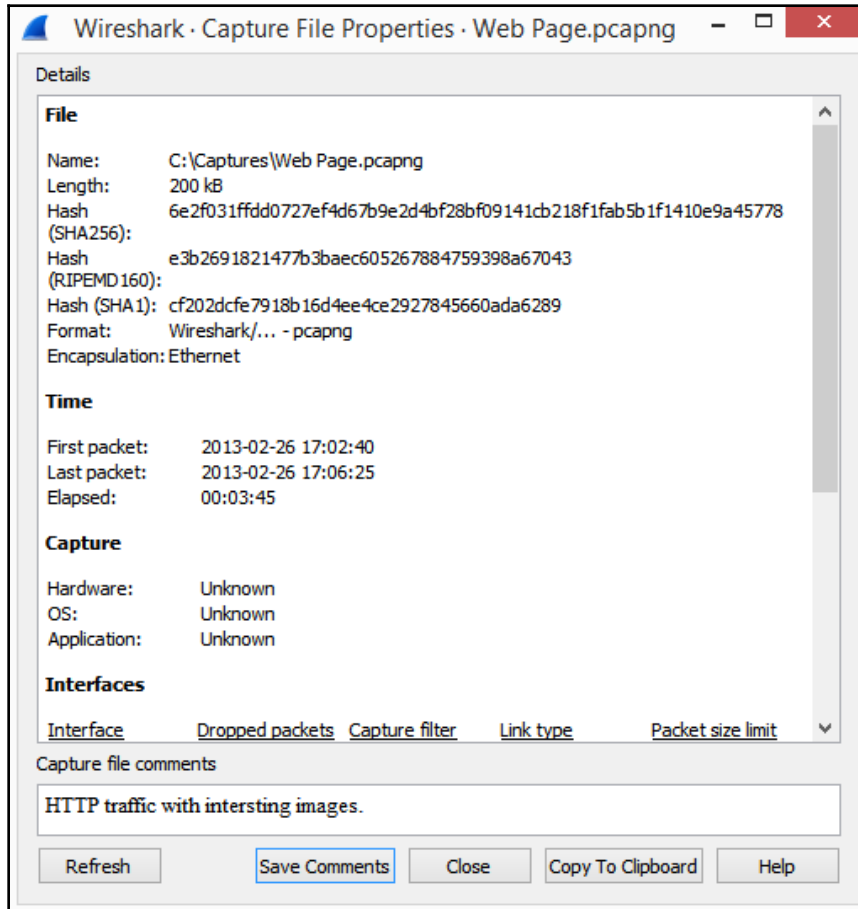 Wireshark · Capture File Properties · Web Page.pcapng
Details
File
Name: C:\Captures\Web Page.pcapng
Length: 200 kB
Hash 6e2f031ffdd0727ef4d67b9e2d4bf28bf09141cb218f1fab5b1f1410e9a45778
(SHA256):
Hash e3b2691821477b3baec605267884759398a67043
(RIPEMD160):
Hash (SHA1): cf202dcfe7918b16d4ee4ce2927845660ada6289
Format: Wireshark/... - pcapng
Encapsulation: Ethernet
Time
First packet: 2013-02-26 17:02:40
Last packet: 2013-02-26 17:06:25
Elapsed: 00:03:45
Capture
Hardware: Unknown
OS: Unknown
Application: Unknown
Interfaces
Interface Dropped packets Capture filter Link type Packet size limit
Capture file comments
HTTP traffic with intersting images.
Refresh Save Comments Close Copy To Clipboard Help